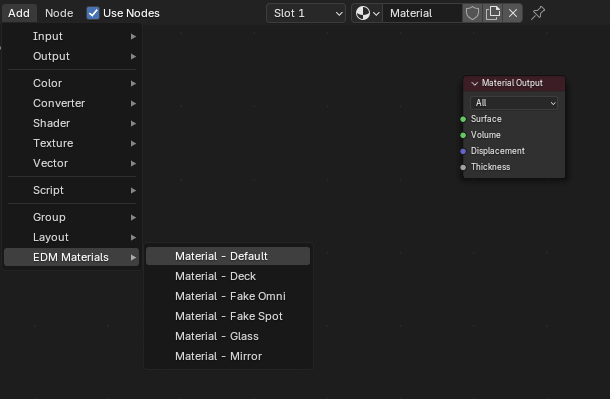 Add Node Use Nodes Slot 1 Material
Input
Output
Color
Converter
Shader
Texture
Vector
Script
Group
Layout
EDM Materials
Material - Default
Material - Deck
Material - Fake Omni
Material - Fake Spot
Material - Glass
Material - Mirror
Material Output
All
Surface
Volume
Displacement
Thickness